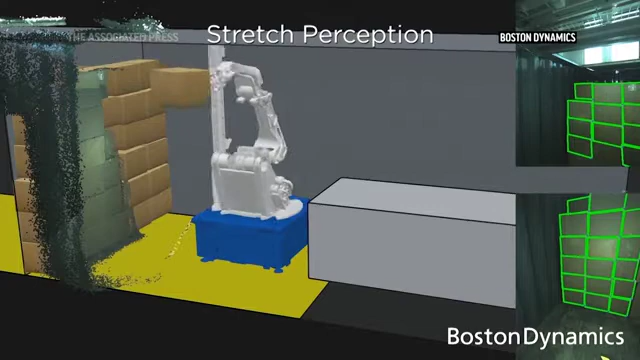 THE ASSOCIATED PRESS
Stretch Perception
BOSTON DYNAMICS
BostonDynamics